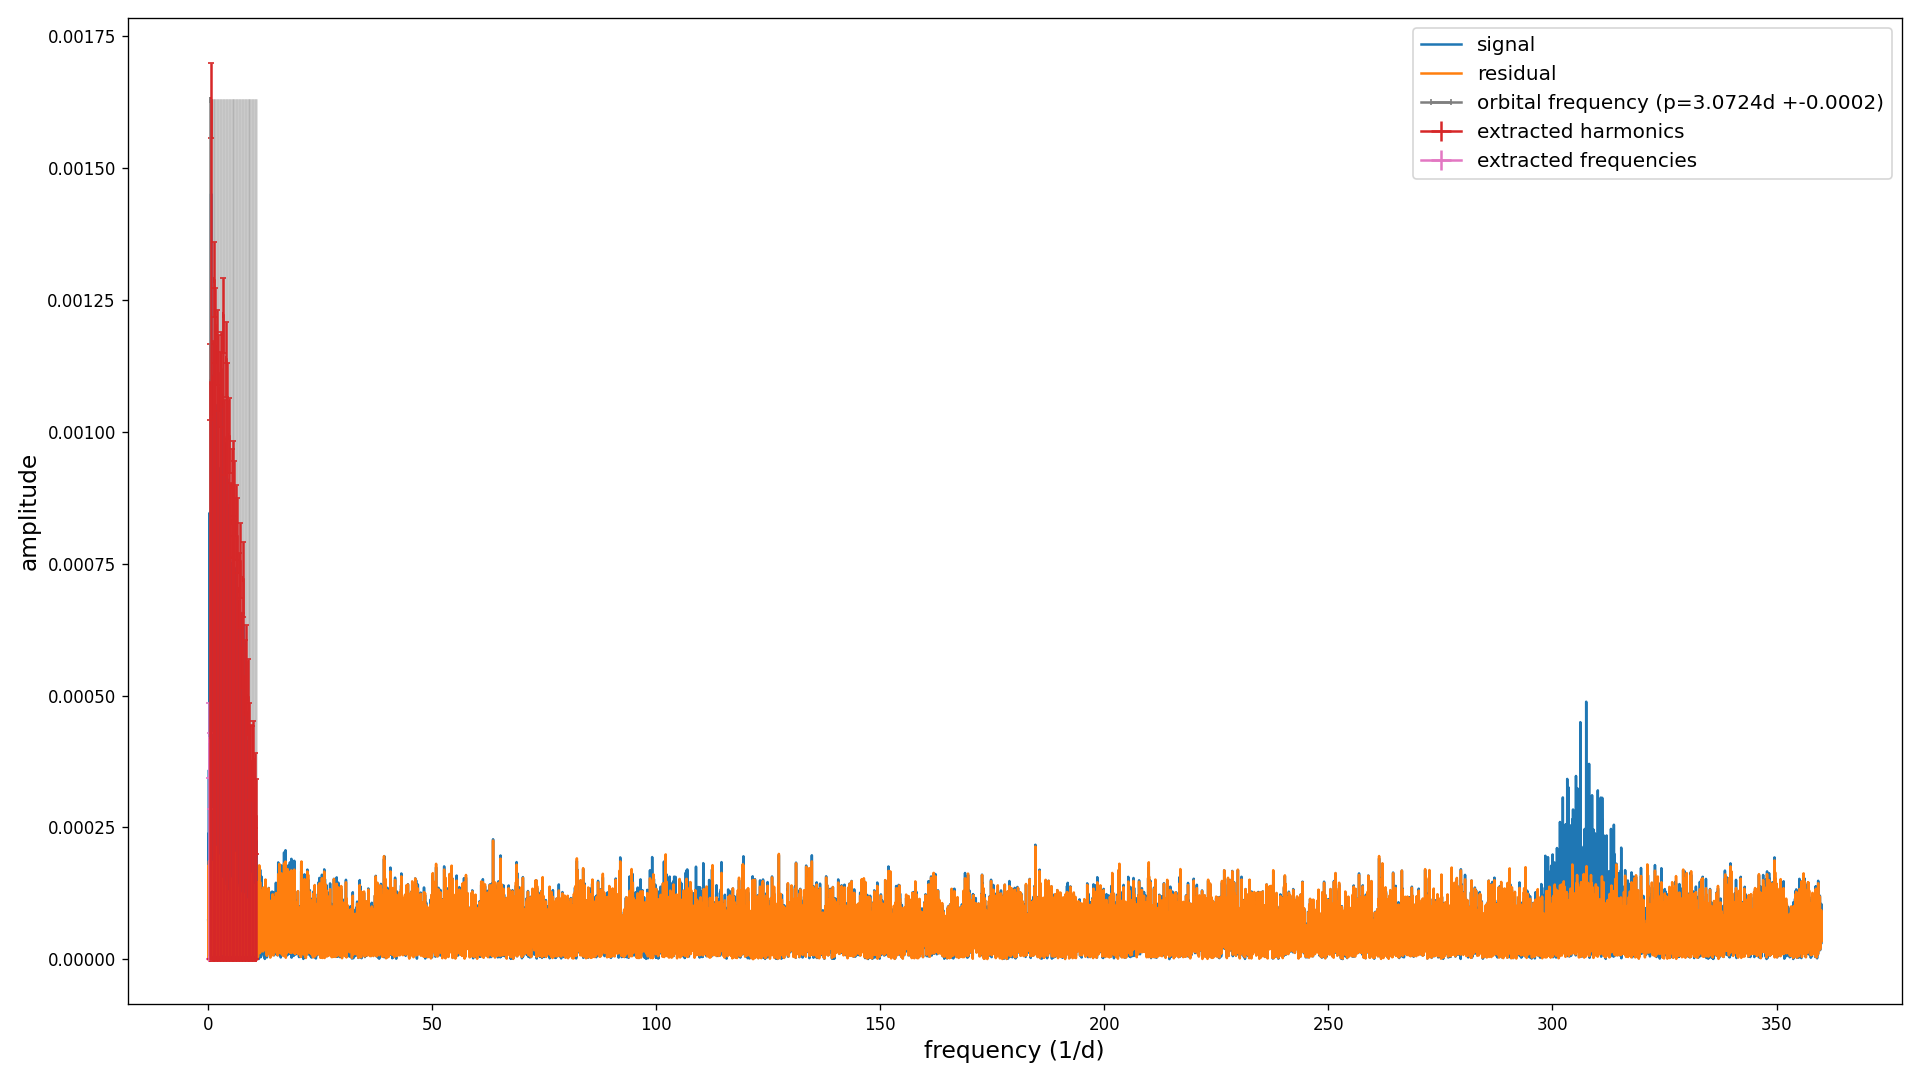 0.00175
0.00150
0.00125
0.00100
0.00075
0.00050
0.00025
0.00000
amplitude
signal
residual
orbital frequency (p=3.0724d +-0.0002)
extracted harmonics
extracted frequencies
0 50 100 150 200 250 300 350
frequency (1/d)